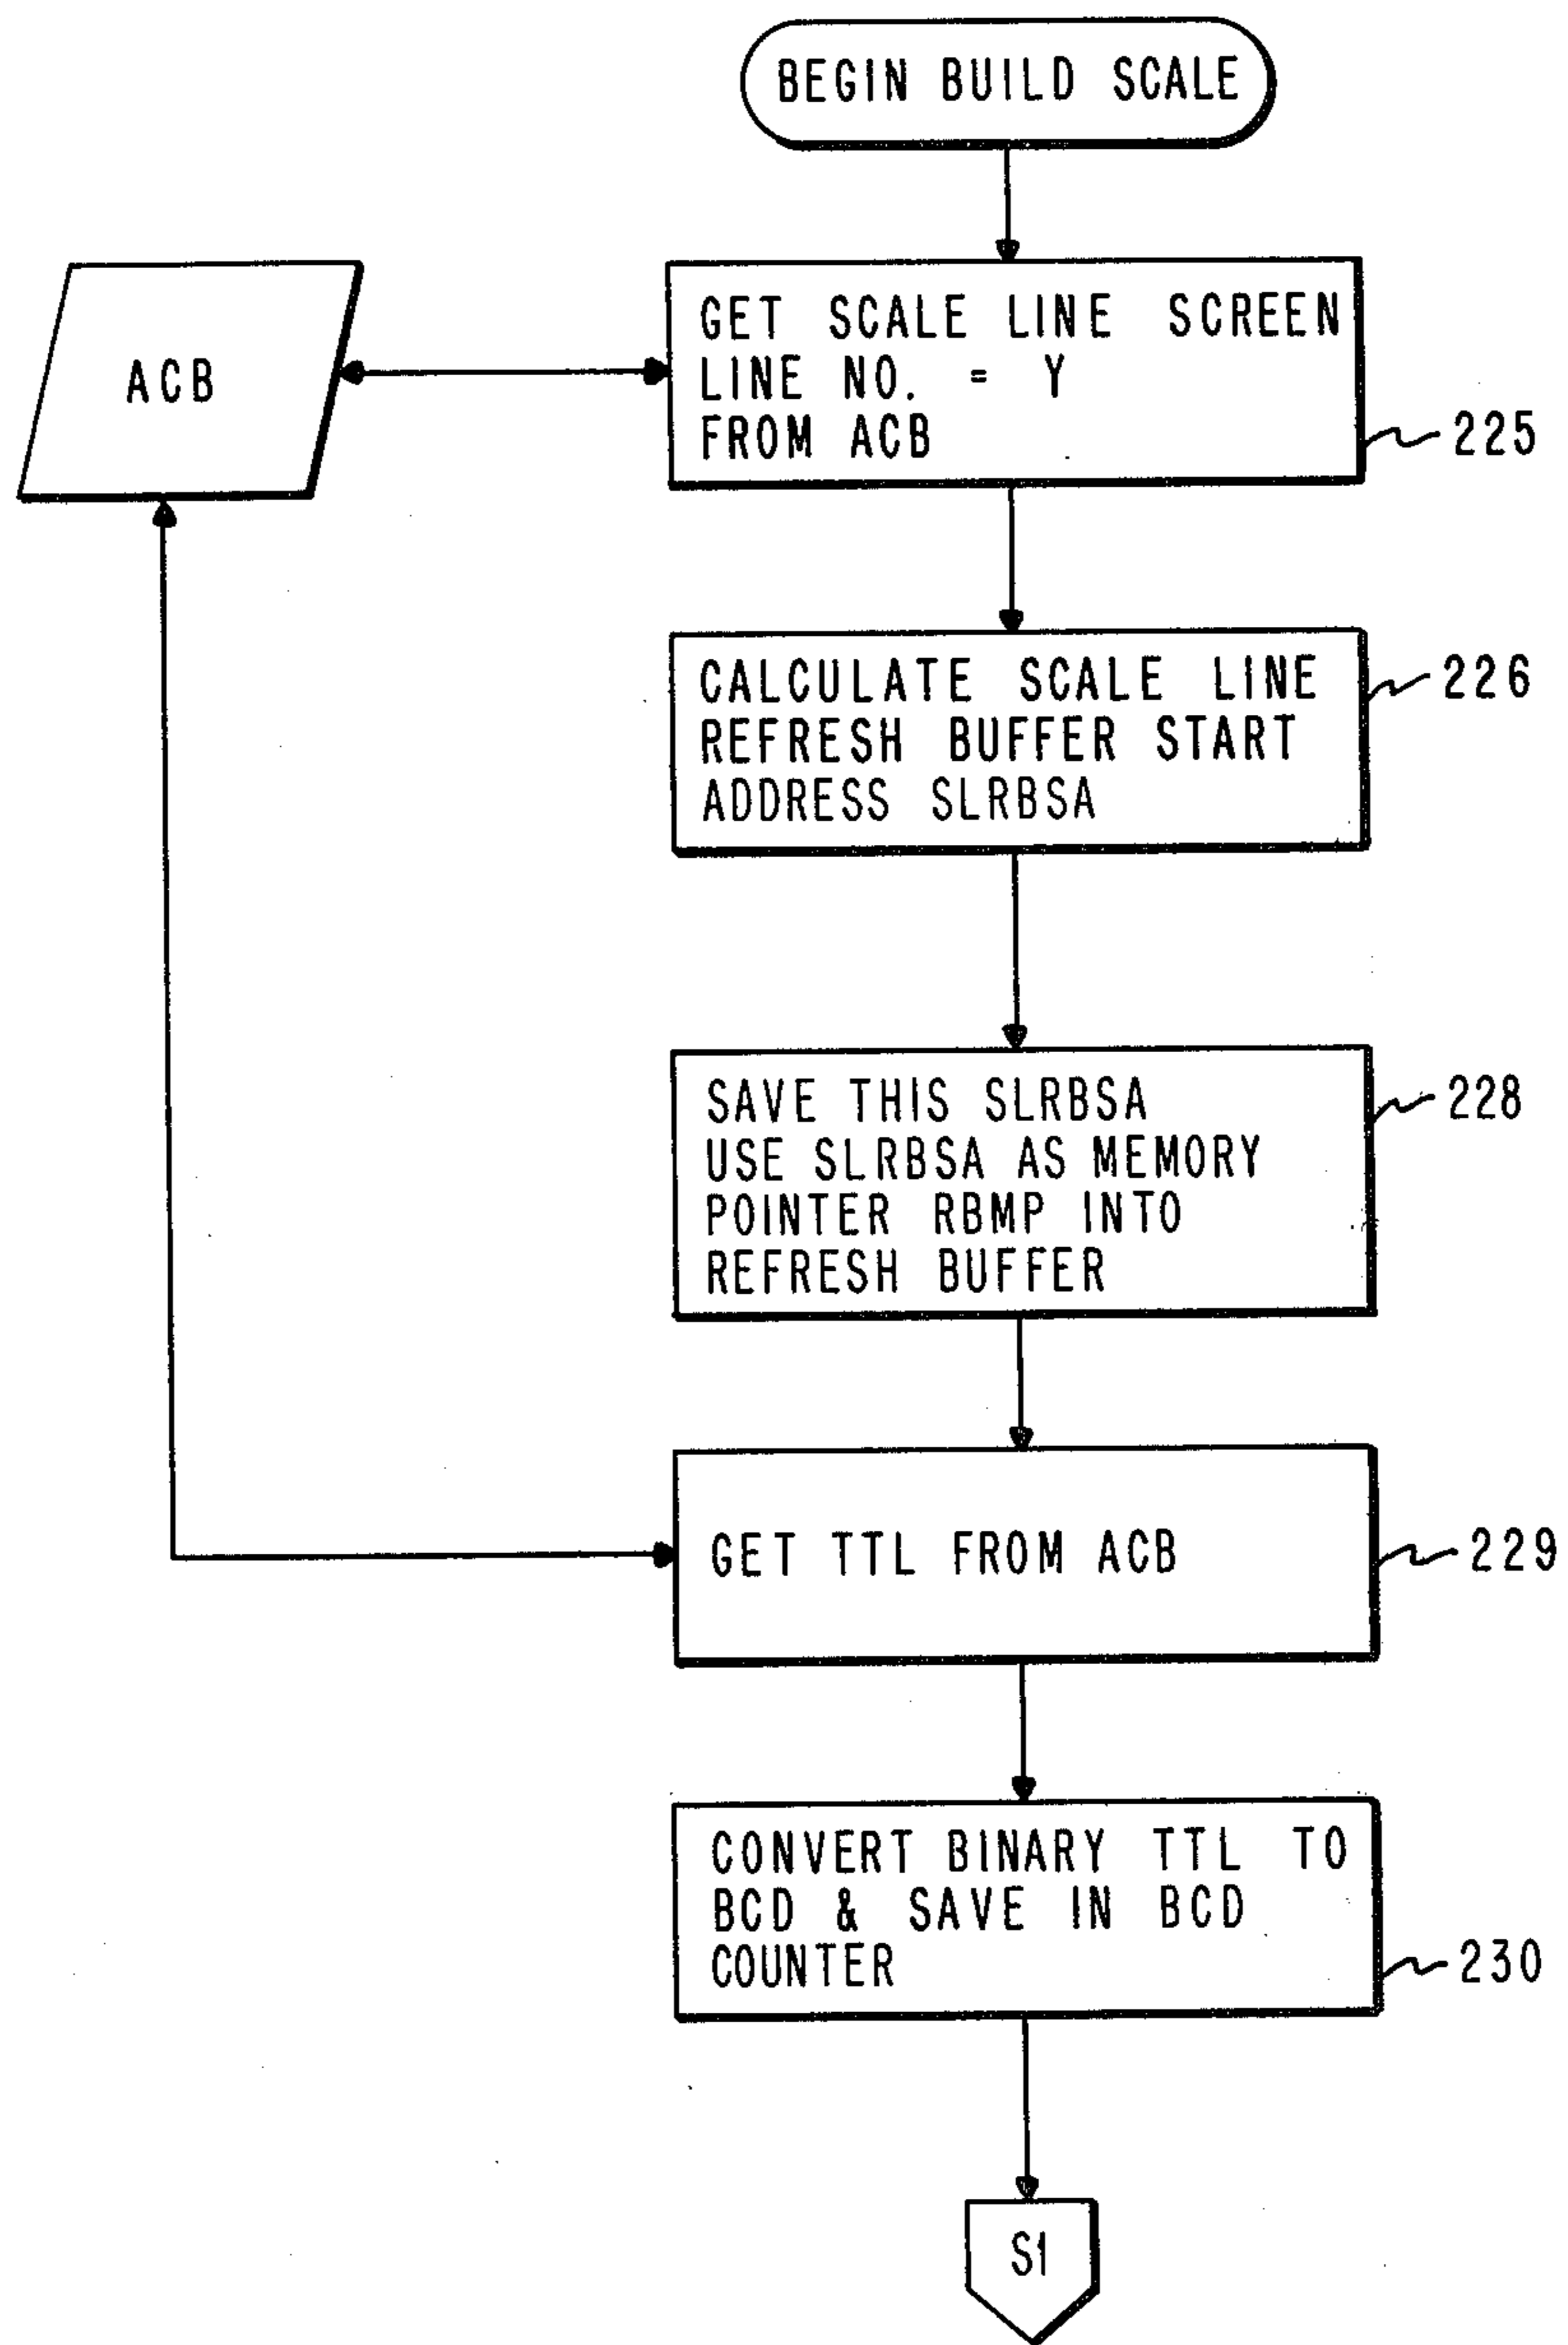 BEGIN BUILD SCALE
ACB
GET SCALE LINE SCREEN
LINE NO. = Y
FROM ACB
225
CALCULATE SCALE LINE
REFRESH BUFFER START
ADDRESS SLRBSA
226
SAVE THIS SLRBSA
USE SLRBSA AS MEMORY
POINTER RBMP INTO
REFRESH BUFFER
228
GET TTL FROM ACB
229
CONVERT BINARY TTL TO
BCD & SAVE IN BCD
COUNTER
230
S1